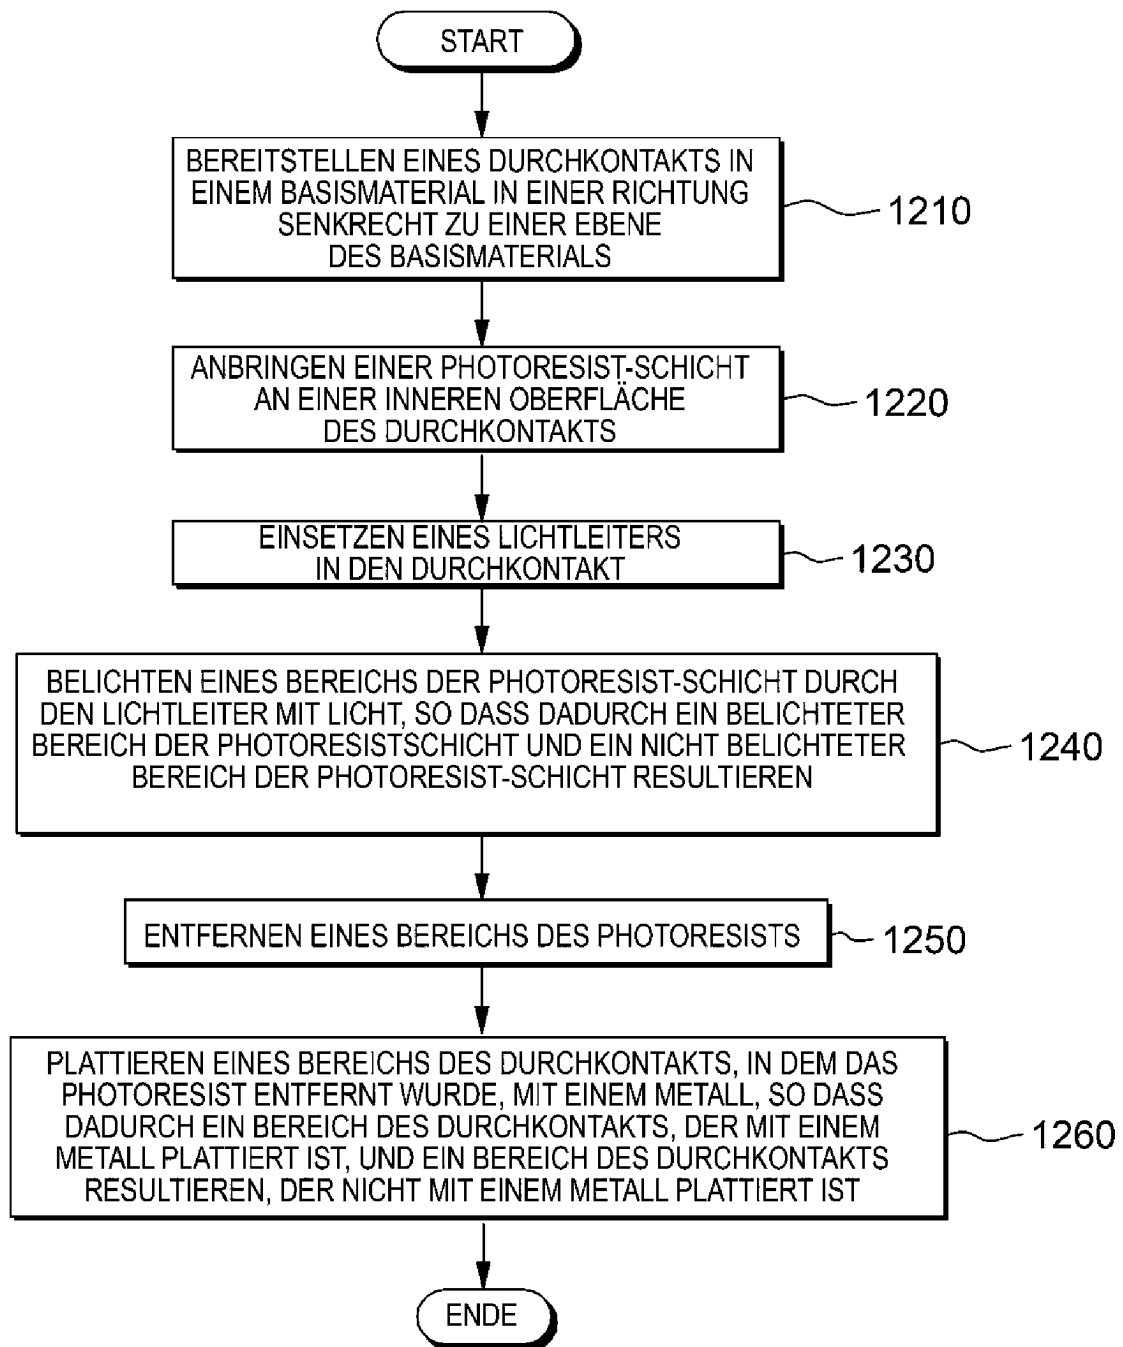 START
BEREITSTELLEN EINES DURCHKONTAKTS IN
EINEM BASISMATERIAL IN EINER RICHTUNG
SENKRECHT ZU EINER EBENE
DES BASISMATERIALS
1210
ANBRINGEN EINER PHOTORESIST-SCHICHT
AN EINER INNEREN OBERFLÄCHE
DES DURCHKONTAKTS
1220
EINSETZEN EINES LICHTLEITERS
IN DEN DURCHKONTAKT
1230
BELICHTEN EINES BEREICHS DER PHOTORESIST-SCHICHT DURCH
DEN LICHTLEITER MIT LICHT, SO DASS DADURCH EIN BELICHTETER
BEREICH DER PHOTORESISTSCHICHT UND EIN NICHT BELICHTETER
BEREICH DER PHOTORESIST-SCHICHT RESULTIEREN
1240
ENTFERNEN EINES BEREICHS DES PHOTORESISTS
1250
PLATTIEREN EINES BEREICHS DES DURCHKONTAKTS, IN DEM DAS
PHOTORESIST ENTFERNT WURDE, MIT EINEM METALL, SO DASS
DADURCH EIN BEREICH DES DURCHKONTAKTS, DER MIT EINEM
METALL PLATTIERT IST, UND EIN BEREICH DES DURCHKONTAKTS
RESULTIEREN, DER NICHT MIT EINEM METALL PLATTIERT IST
1260
ENDE